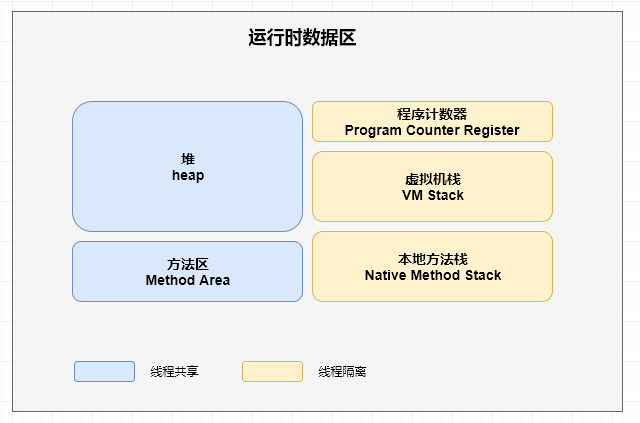 运行时数据区
堆
heap
方法区
Method Area
程序计数器
Program Counter Register
虚拟机栈
VM Stack
本地方法栈
Native Method Stack
线程共享
线程隔离